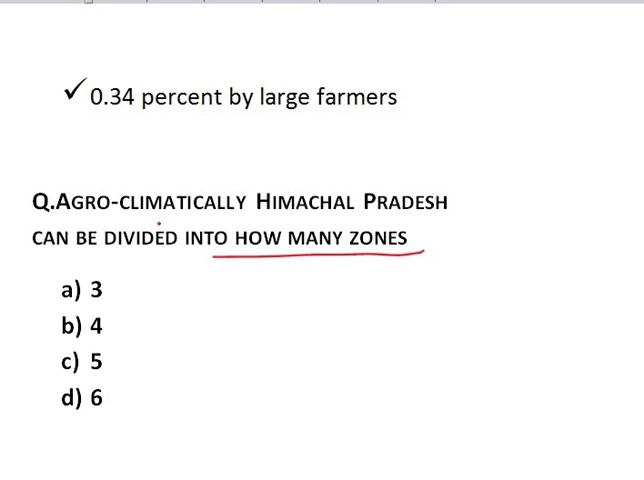 ✓ 0.34 percent by large farmers
Q.AGRO-CLIMATICALLY HIMACHAL PRADESH
CAN BE DIVIDED INTO HOW MANY ZONES
a) 3
b) 4
c) 5
d) 6